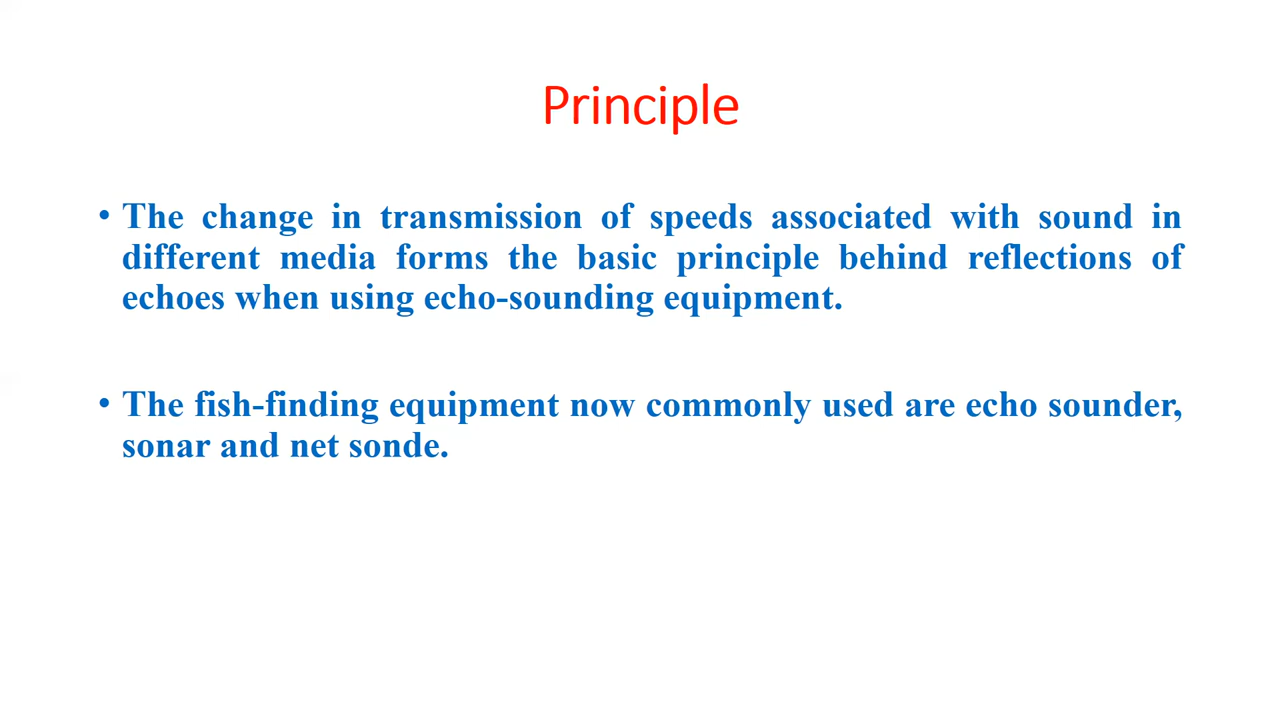 Principle
• The change in transmission of speeds associated with sound in
different media forms the basic principle behind reflections of
echoes when using echo-sounding equipment.
• The fish-finding equipment now commonly used are echo sounder,
sonar and net sonde.